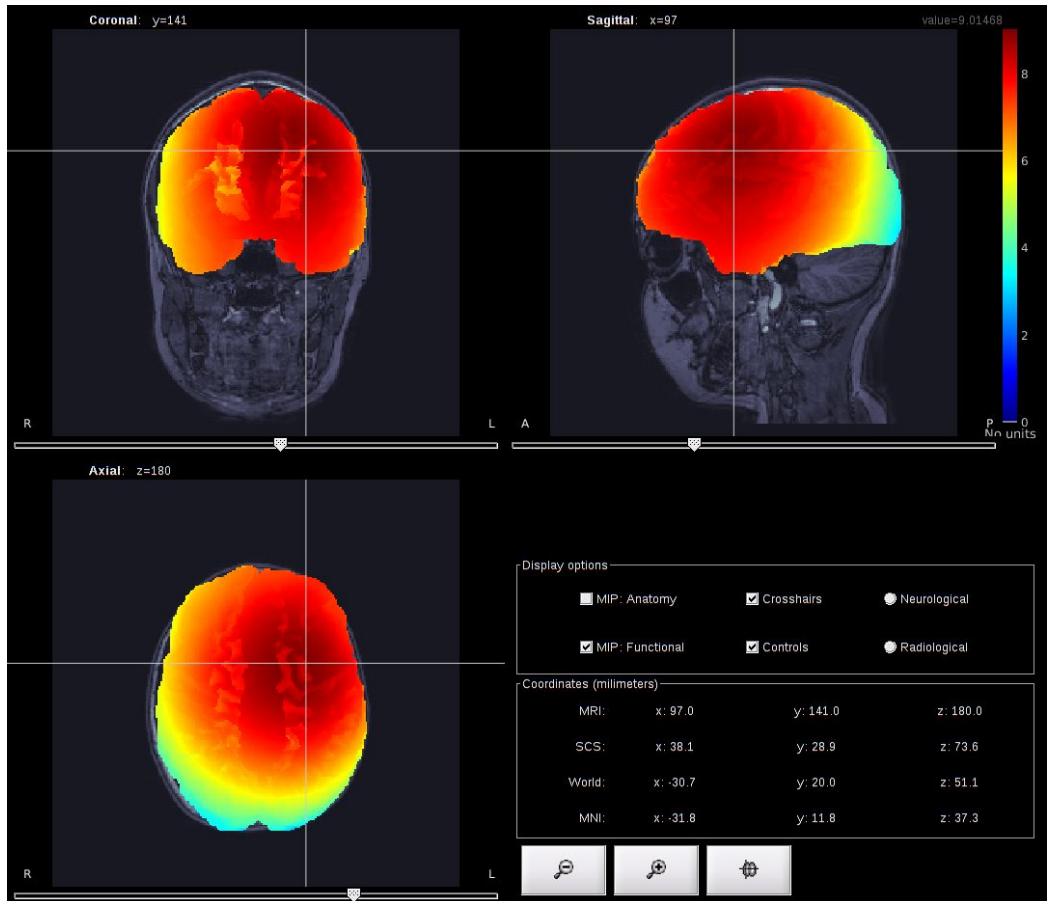 Coronal: y=141
Sagittal: x=97
value=9.01468
8
6
4
2
0
No units
R
L
A
P
Axial: z=180
R
L
Display options
MIP: Anatomy
Crosshairs
Neurological
MIP: Functional
Controls
Radiological
Coordinates (milimeters)
MRI: x: 97.0 y: 141.0 z: 180.0
SCS: x: 38.1 y: 28.9 z: 73.6
World: x: -30.7 y: 20.0 z: 51.1
MNI: x: -31.8 y: 11.8 z: 37.3